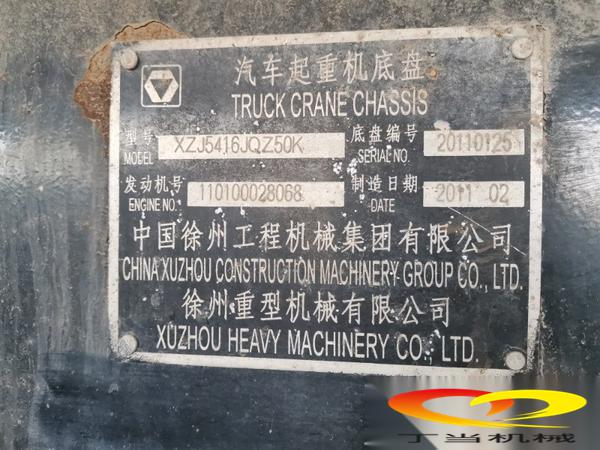 汽车起重机底盘
TRUCK CRANE CHASSIS
型号 MODEL XZJ5416JQZ50K 底盘编号 SERIAL NO. 20110125
发动机号 ENGINE NO. 110100028068 制造日期 DATE 2011 02
中国徐州工程机械集团有限公司
CHINA XUZHOU CONSTRUCTION MACHINERY GROUP CO., LTD.
徐州重型机械有限公司
XUZHOU HEAVY MACHINERY CO., LTD.
丁当机械